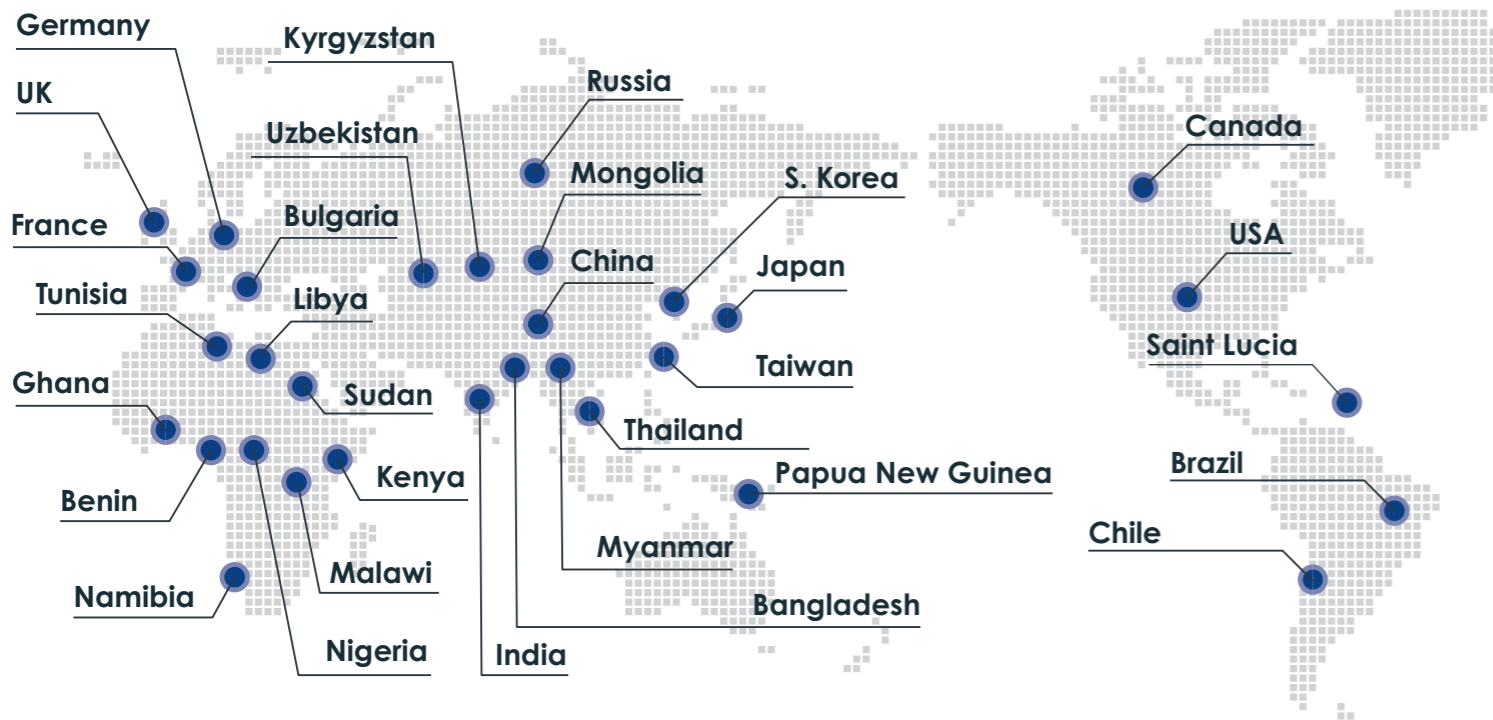 Germany
Kyrgyzstan
Russia
UK
Uzbekistan
Canada
Mongolia
S. Korea
France
Bulgaria
USA
China
Japan
Tunisia
Libya
Saint Lucia
Taiwan
Ghana
Sudan
Thailand
Brazil
Papua New Guinea
Kenya
Benin
Chile
Myanmar
Malawi
Namibia
Bangladesh
Nigeria
India